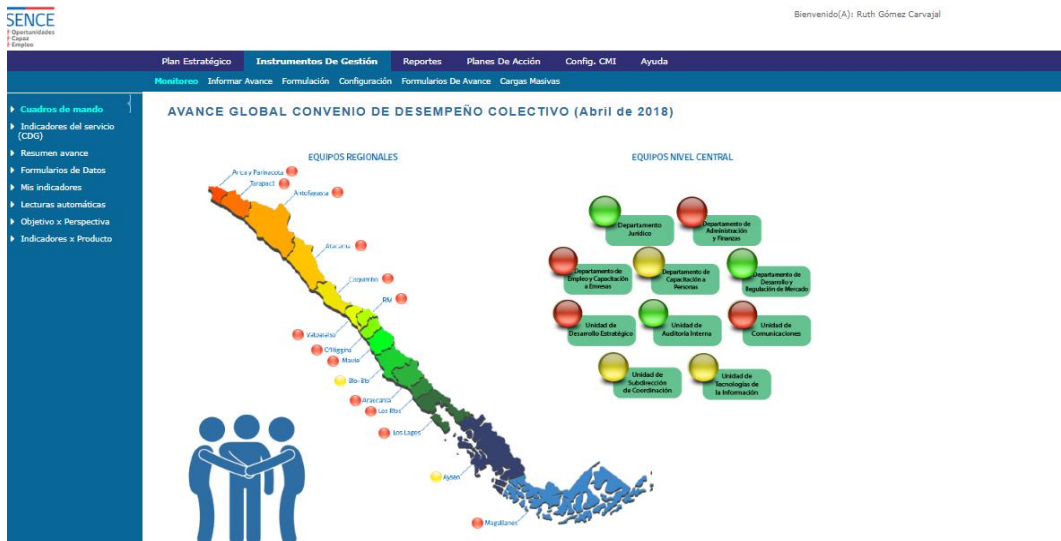 Bienvenido(A): Ruth Gómez Carvajal
SENCE
Oportunidades
Capaz
Empleo
Plan Estratégico Instrumentos De Gestión Reportes Planes De Acción Config. CMI Ayuda
Monitoreo Informar Avance Formulación Configuración Formularios De Avance Cargas Masivas
Cuadros de mando
Indicadores del servicio
(CDG)
Resumen avance
Formularios de Datos
Mis indicadores
Lecturas automáticas
Objetivo x Perspectiva
Indicadores x Producto
AVANCE GLOBAL CONVENIO DE DESEMPEÑO COLECTIVO (Abril de 2018)
EQUIPOS REGIONALES
Arica y Parinacota
Tarapacá
Antofagasta
Atacama
Coquimbo
RM
Valparaíso
O'Higgins
Maule
Bio-Bio
Araucanía
Los Ríos
Los Lagos
Aysén
Magallanes
EQUIPOS NIVEL CENTRAL
Departamento
Jurídico
Departamento de
Administración
y Finanzas
Departamento de
Empleo y Capacitación
a Emresas
Departamento de
Capacitación a
Personas
Departamento de
Desarrollo y
Regulación de Mercado
Unidad de
Desarrollo Estratégico
Unidad de
Auditoría Interna
Unidad de
Comunicaciones
Unidad de
Subdirección
de Coordinación
Unidad de
Tecnologías de
la Información